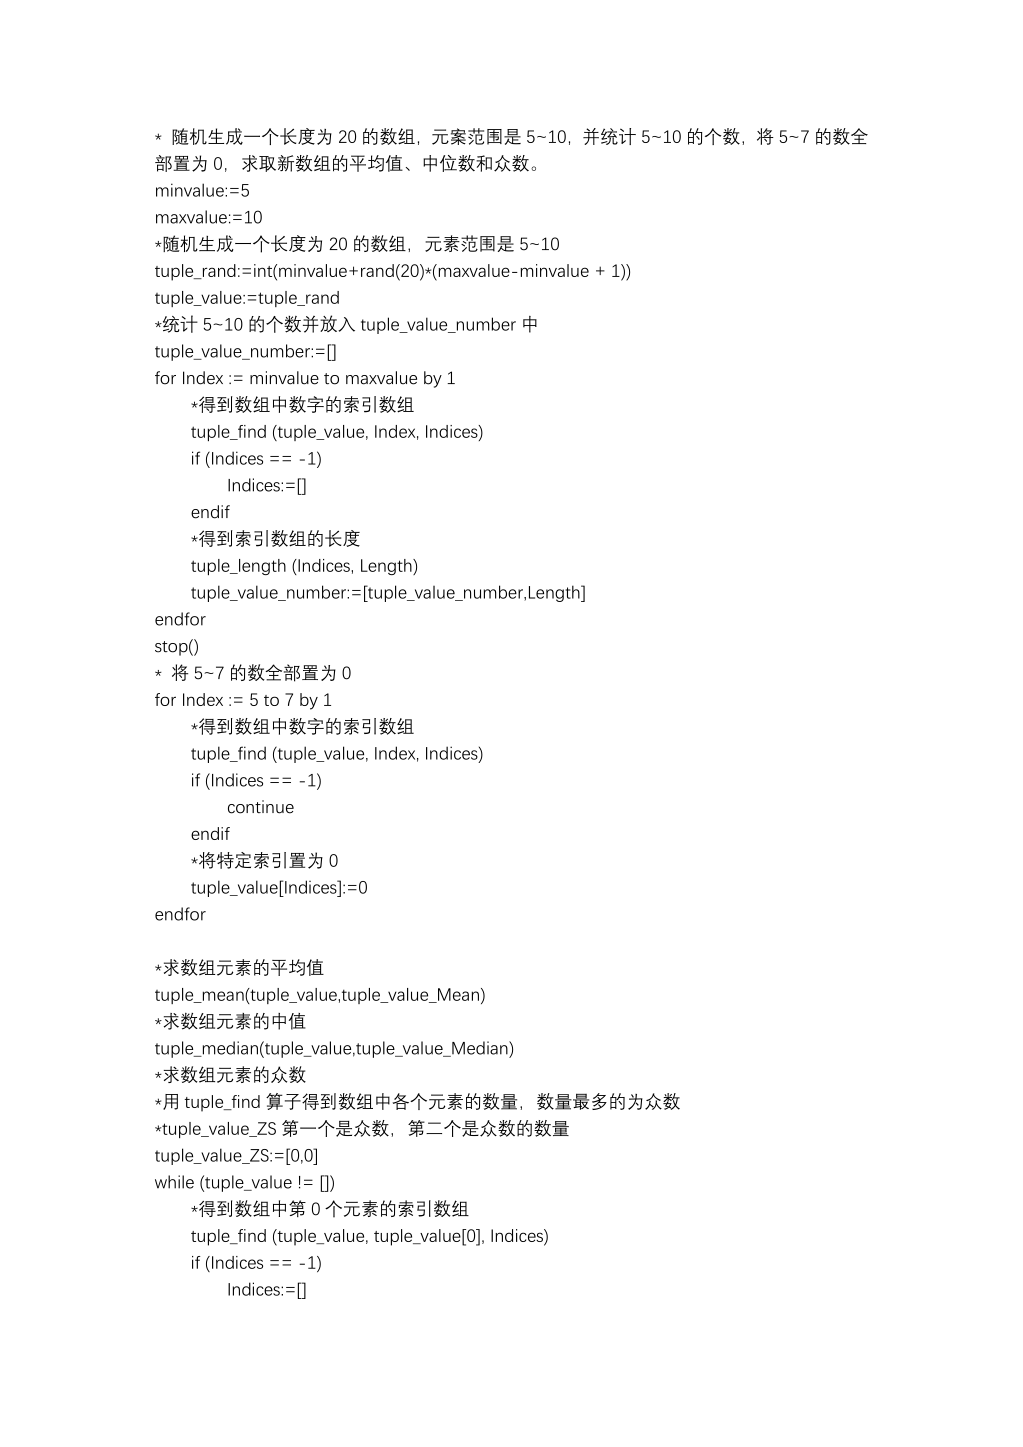 * 随机生成一个长度为 20 的数组，元案范围是 5~10，并统计 5~10 的个数，将 5~7 的数全
部置为 0，求取新数组的平均值、中位数和众数。
minvalue:=5
maxvalue:=10
*随机生成一个长度为 20 的数组，元素范围是 5~10
tuple_rand:=int(minvalue+rand(20)*(maxvalue-minvalue + 1))
tuple_value:=tuple_rand
*统计 5~10 的个数并放入 tuple_value_number 中
tuple_value_number:=[]
for Index := minvalue to maxvalue by 1
*得到数组中数字的索引数组
tuple_find (tuple_value, Index, Indices)
if (Indices == -1)
Indices:=[]
endif
*得到索引数组的长度
tuple_length (Indices, Length)
tuple_value_number:=[tuple_value_number,Length]
endfor
stop()
* 将 5~7 的数全部置为 0
for Index := 5 to 7 by 1
*得到数组中数字的索引数组
tuple_find (tuple_value, Index, Indices)
if (Indices == -1)
continue
endif
*将特定索引置为 0
tuple_value[Indices]:=0
endfor
*求数组元素的平均值
tuple_mean(tuple_value,tuple_value_Mean)
*求数组元素的中值
tuple_median(tuple_value,tuple_value_Median)
*求数组元素的众数
*用 tuple_find 算子得到数组中各个元素的数量，数量最多的为众数
*tuple_value_ZS 第一个是众数，第二个是众数的数量
tuple_value_ZS:=[0,0]
while (tuple_value != [])
*得到数组中第 0 个元素的索引数组
tuple_find (tuple_value, tuple_value[0], Indices)
if (Indices == -1)
Indices:=[]